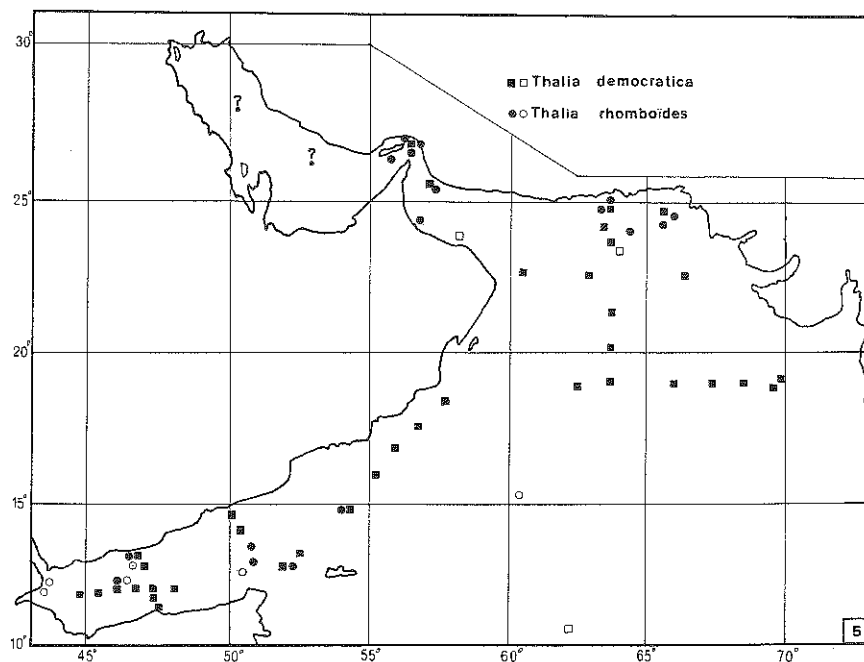 30°
■ □ Thalia democratica
● ○ Thalia rhomboïdes
?
?
25°
20°
15°
10°
5
45° 50° 55° 60° 65° 70°